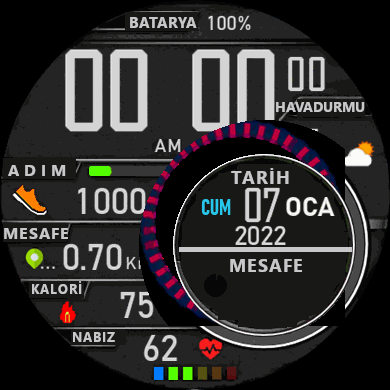 BATARYA 100%
00 00 00
HAVADURMU
AM
ADIM
1000
TARİH
CUM 07 OCA
2022
MESAFE
0.70
MESAFE
KALORİ
75
NABIZ
62